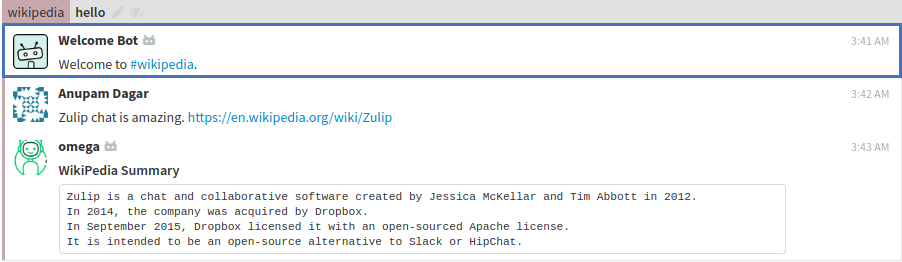 wikipedia hello
Welcome Bot 3:41 AM
Welcome to #wikipedia.
Anupam Dagar 3:42 AM
Zulip chat is amazing. https://en.wikipedia.org/wiki/Zulip
omega 3:43 AM
WikiPedia Summary
Zulip is a chat and collaborative software created by Jessica McKellar and Tim Abbott in 2012.
In 2014, the company was acquired by Dropbox.
In September 2015, Dropbox licensed it with an open-sourced Apache license.
It is intended to be an open-source alternative to Slack or HipChat.